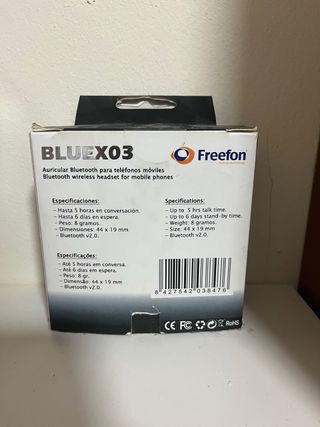 BLUEX03
Freefon
Auricular Bluetooth para teléfonos móviles
Bluetooth wireless headset for mobile phones
Especificaciones:
- Hasta 5 horas en conversación.
- Hasta 6 días en espera.
- Peso: 8 gramos.
- Dimensiones: 44 x 19 mm
- Bluetooth v2.0.
Specifications:
- Up to 5 hrs talk time.
- Up to 6 days stand-by time.
- Weight: 8 grams.
- Size: 44 x 19 mm
- Bluetooth v2.0.
Especificações:
- Até 5 horas em conversa.
- Até 6 dias em espera.
- Peso: 8 gr.
- Dimensão: 44 x 19 mm
- Bluetooth v2.0.
8 427542 038476
CE FC RoHS